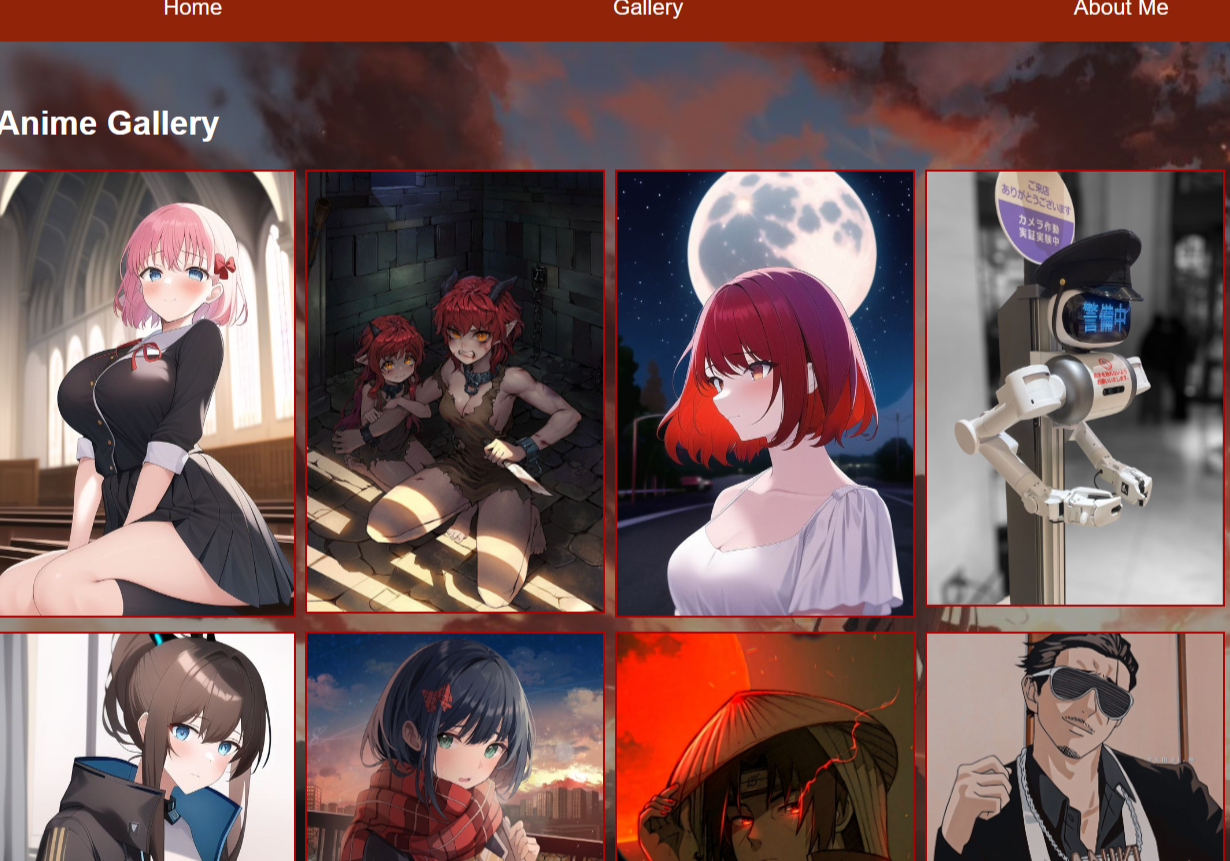 Home
Gallery
About Me
Anime Gallery
ご来店
ありがとうございます
カメラ作動
実証実験中
警備中